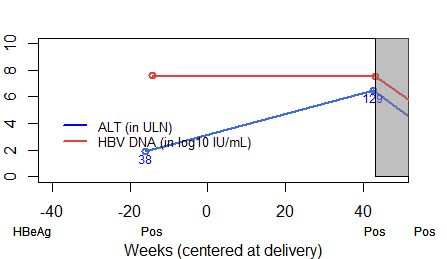 10
8
6
4
2
0
129
38
ALT (in ULN)
HBV DNA (in log10 IU/mL)
-40 -20 0 20 40
HBeAg Pos Pos Pos
Weeks (centered at delivery)